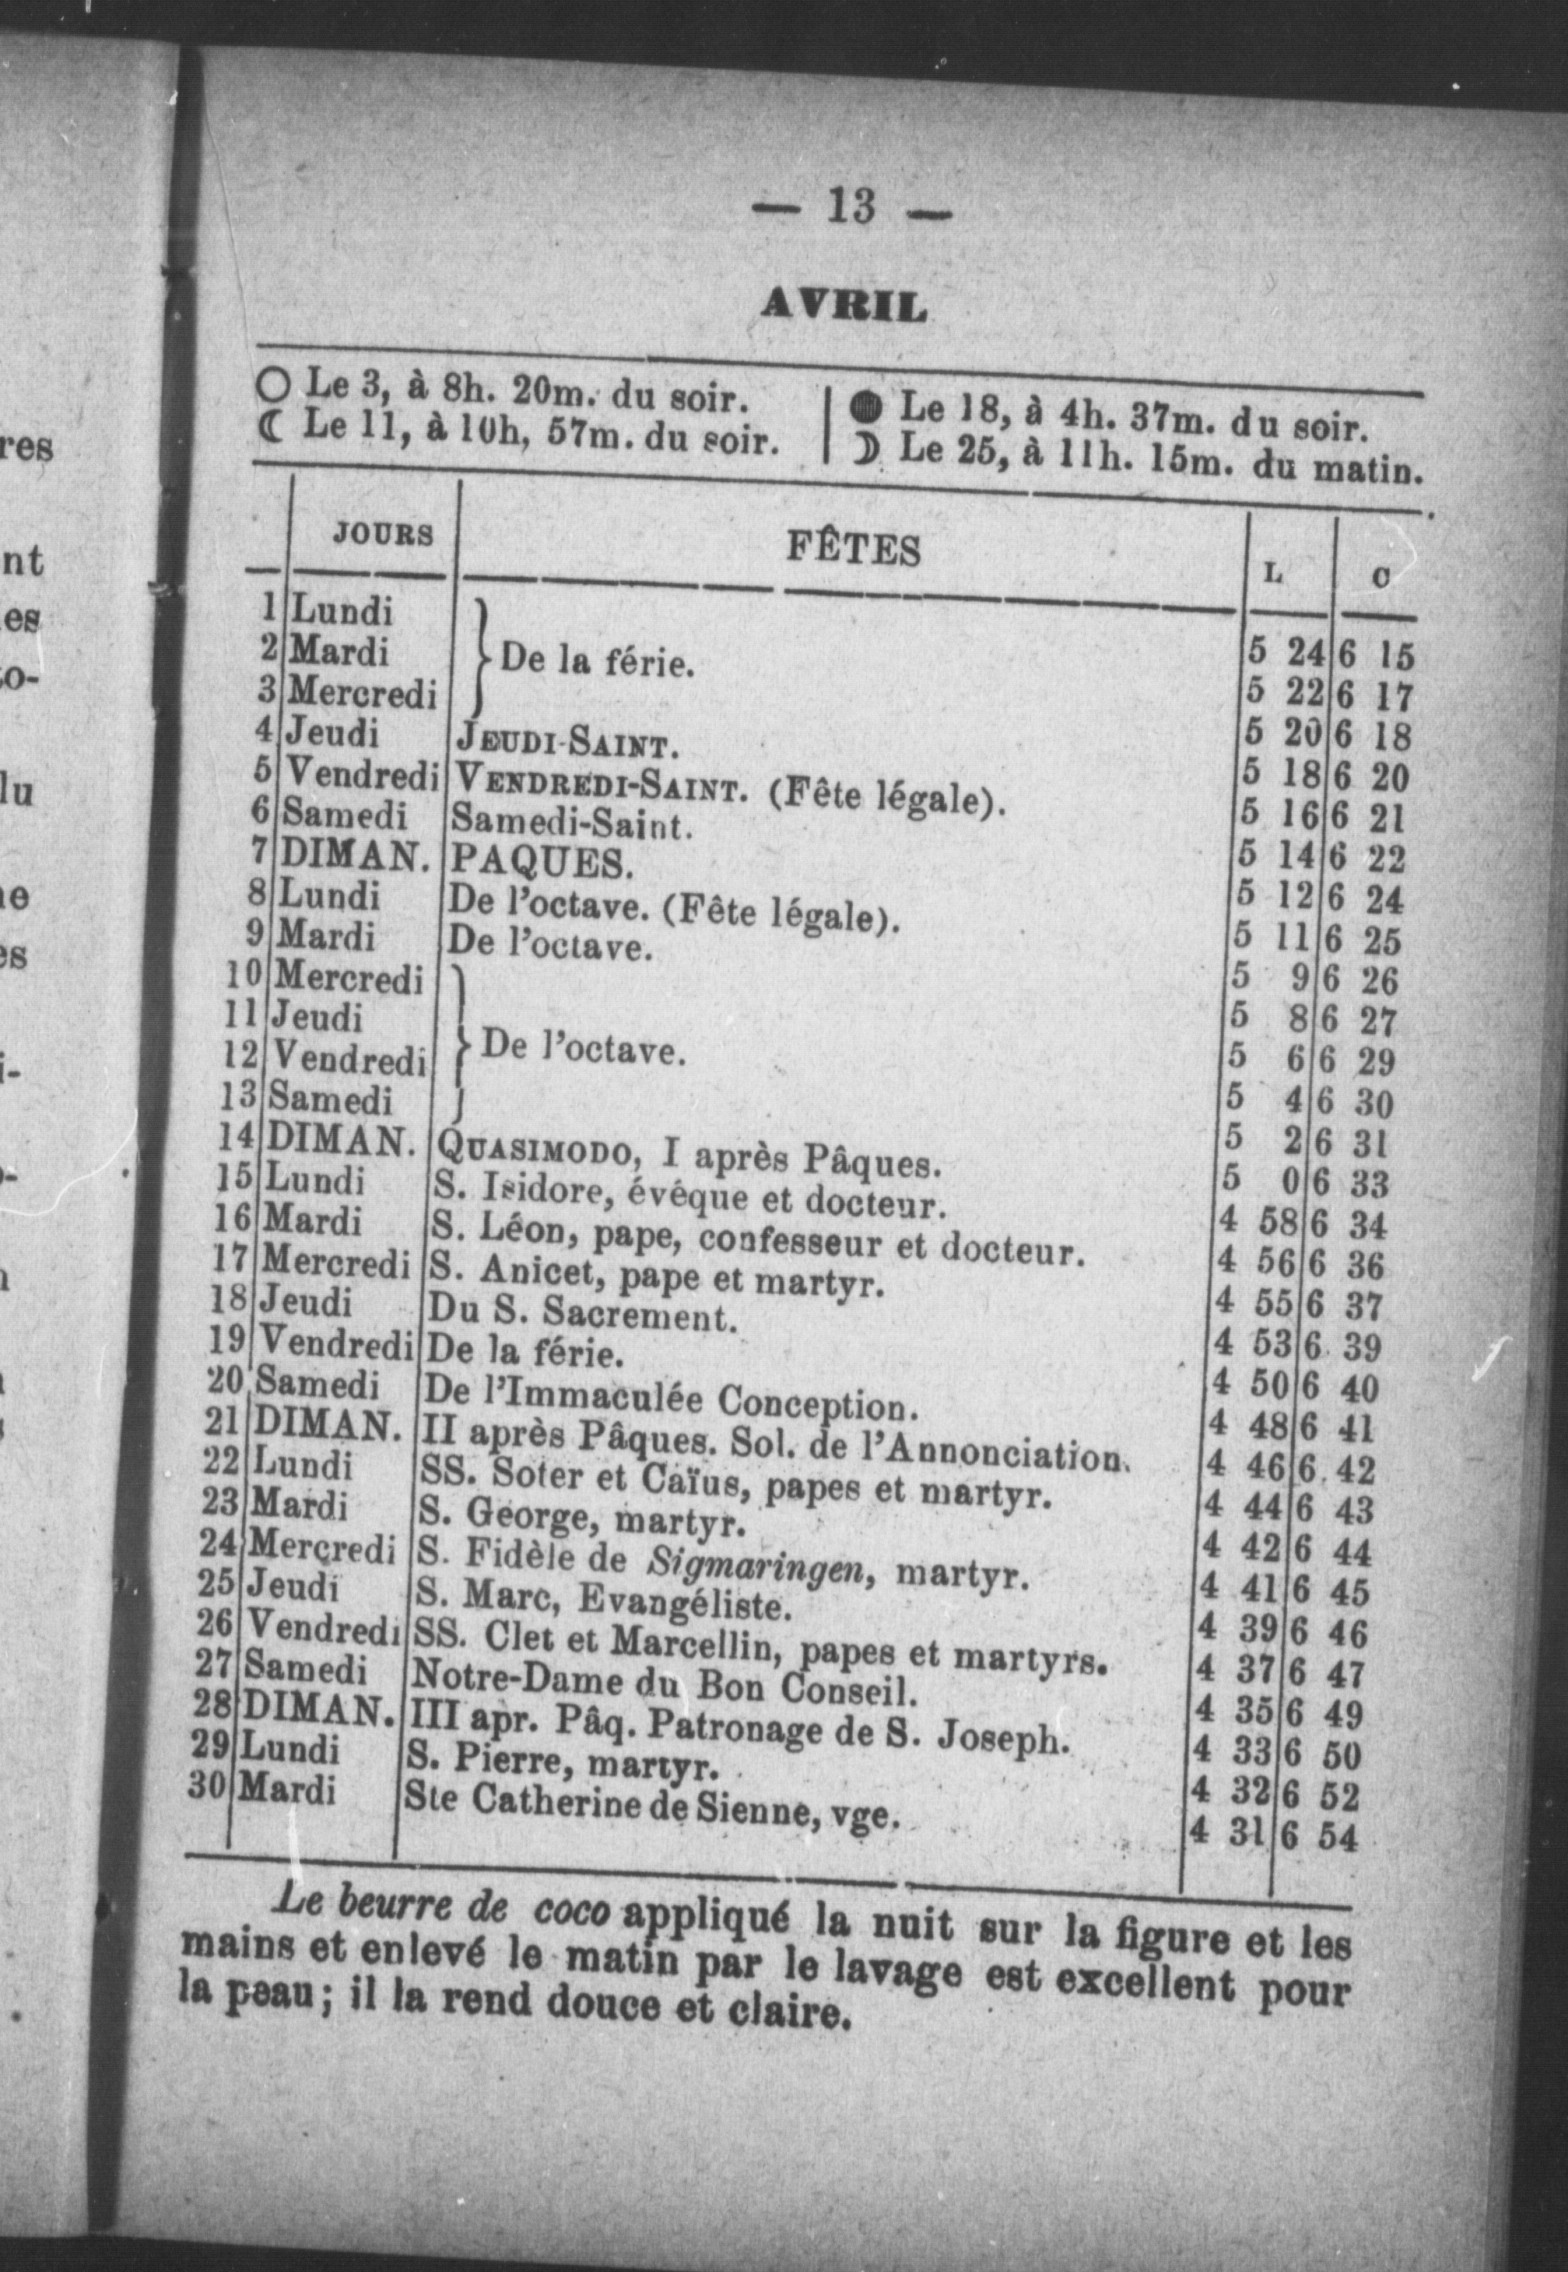 — 13 —
AVRIL
○ Le 3, à 8h. 20m. du soir.
☾ Le 11, à 10h, 57m. du soir.
● Le 18, à 4h. 37m. du soir.
☽ Le 25, à 11h. 15m. du matin.
JOURS FÊTES L C
1 Lundi 5 24 6 15
2 Mardi De la férie. 5 22 6 17
3 Mercredi 5 20 6 18
4 Jeudi JEUDI-SAINT. 5 18 6 20
5 Vendredi VENDREDI-SAINT. (Fête légale). 5 16 6 21
6 Samedi Samedi-Saint. 5 14 6 22
7 DIMAN. PAQUES. 5 12 6 24
8 Lundi De l'octave. (Fête légale). 5 11 6 25
9 Mardi De l'octave. 5 9 6 26
10 Mercredi 5 8 6 27
11 Jeudi 5 6 6 29
12 Vendredi De l'octave. 5 4 6 30
13 Samedi 5 2 6 31
14 DIMAN. QUASIMODO, I après Pâques. 5 0 6 33
15 Lundi S. Isidore, évêque et docteur. 4 58 6 34
16 Mardi S. Léon, pape, confesseur et docteur. 4 56 6 36
17 Mercredi S. Anicet, pape et martyr. 4 55 6 37
18 Jeudi Du S. Sacrement. 4 53 6 39
19 Vendredi De la férie. 4 50 6 40
20 Samedi De l'Immaculée Conception. 4 48 6 41
21 DIMAN. II après Pâques. Sol. de l'Annonciation. 4 46 6 42
22 Lundi SS. Soter et Caïus, papes et martyr. 4 44 6 43
23 Mardi S. George, martyr. 4 42 6 44
24 Mercredi S. Fidèle de Sigmaringen, martyr. 4 41 6 45
25 Jeudi S. Marc, Evangéliste. 4 39 6 46
26 Vendredi SS. Clet et Marcellin, papes et martyrs. 4 37 6 47
27 Samedi Notre-Dame du Bon Conseil. 4 35 6 49
28 DIMAN. III apr. Pâq. Patronage de S. Joseph. 4 33 6 50
29 Lundi S. Pierre, martyr. 4 32 6 52
30 Mardi Ste Catherine de Sienne, vge. 4 31 6 54
Le beurre de coco appliqué la nuit sur la figure et les
mains et enlevé le matin par le lavage est excellent pour
la peau; il la rend douce et claire.